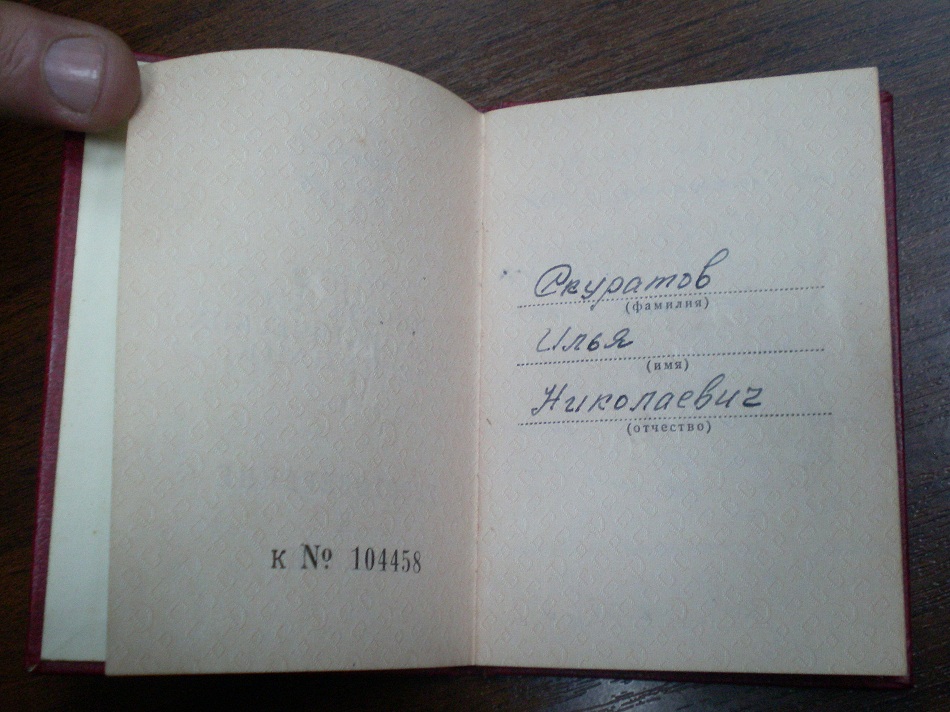 к № 104458
Скуратов
(фамилия)
Илья
(имя)
Николаевич
(отчество)